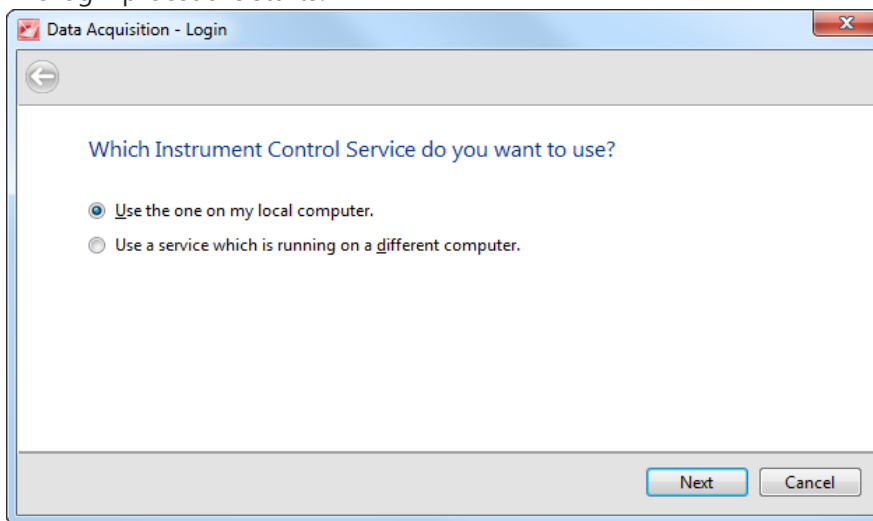 Data Acquisition - Login
Which Instrument Control Service do you want to use?
Use the one on my local computer.
Use a service which is running on a different computer.
Next Cancel